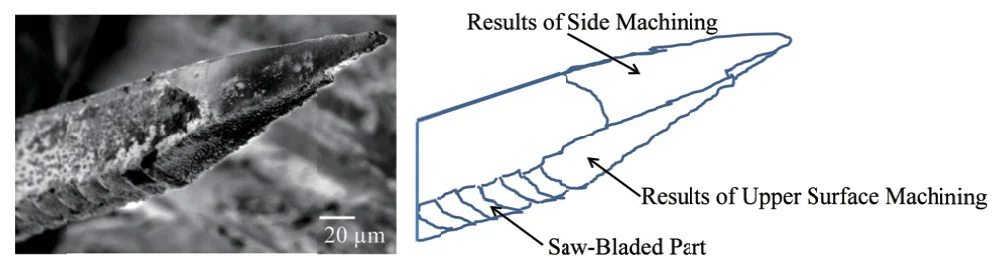 Results of Side Machining
Results of Upper Surface Machining
20 μm
Saw-Bladed Part